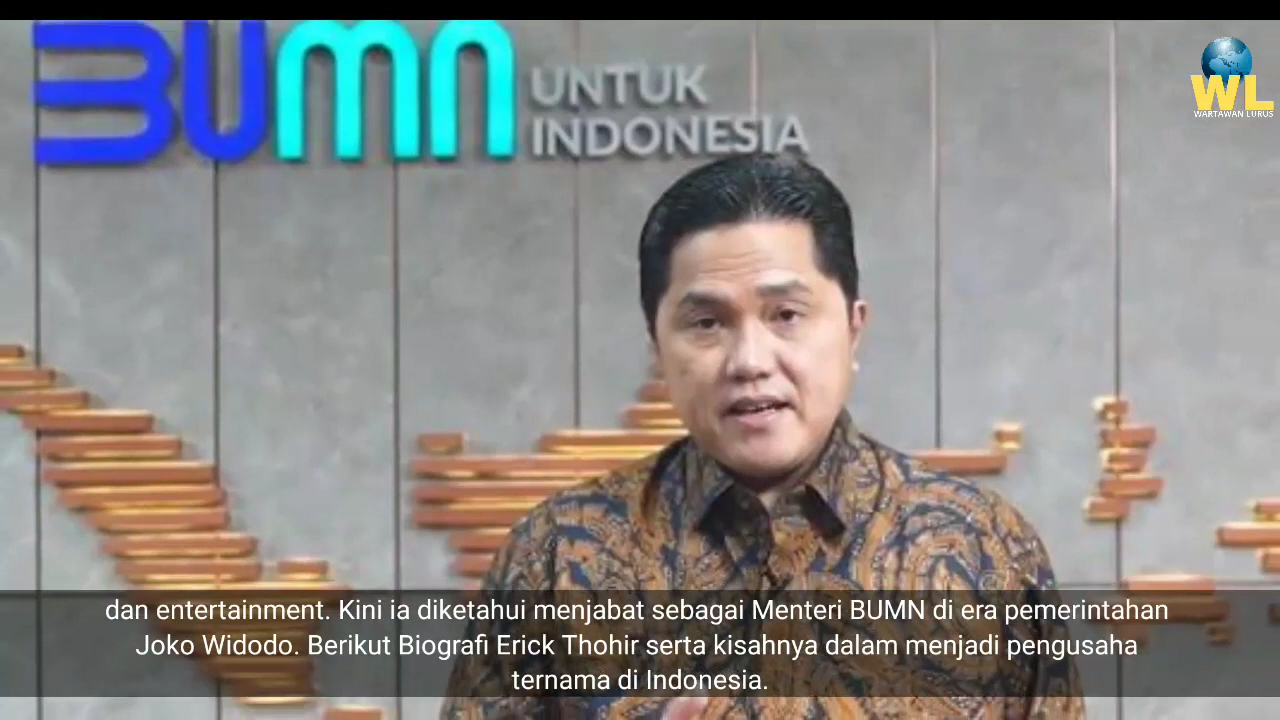 BUMN
UNTUK
INDONESIA
WL
WARTAWAN LURUS
dan entertainment. Kini ia diketahui menjabat sebagai Menteri BUMN di era pemerintahan
Joko Widodo. Berikut Biografi Erick Thohir serta kisahnya dalam menjadi pengusaha
ternama di Indonesia.